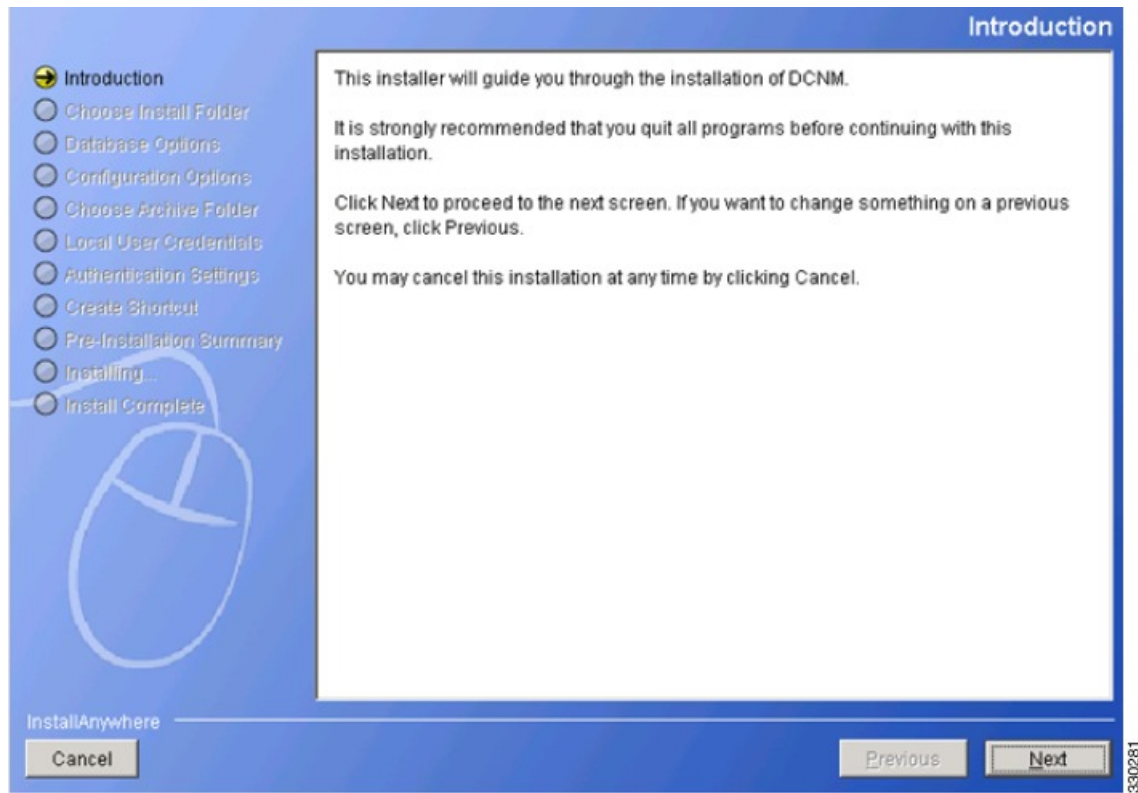 Introduction
Introduction
Choose Install Folder
Database Options
Configuration Options
Choose Archive Folder
Local User Credentials
Authentication Settings
Create Shortcut
Pre-Installation Summary
Installing...
Install Complete
This installer will guide you through the installation of DCNM.
It is strongly recommended that you quit all programs before continuing with this
installation.
Click Next to proceed to the next screen. If you want to change something on a previous
screen, click Previous.
You may cancel this installation at any time by clicking Cancel.
InstallAnywhere
Cancel
Previous
Next
330281